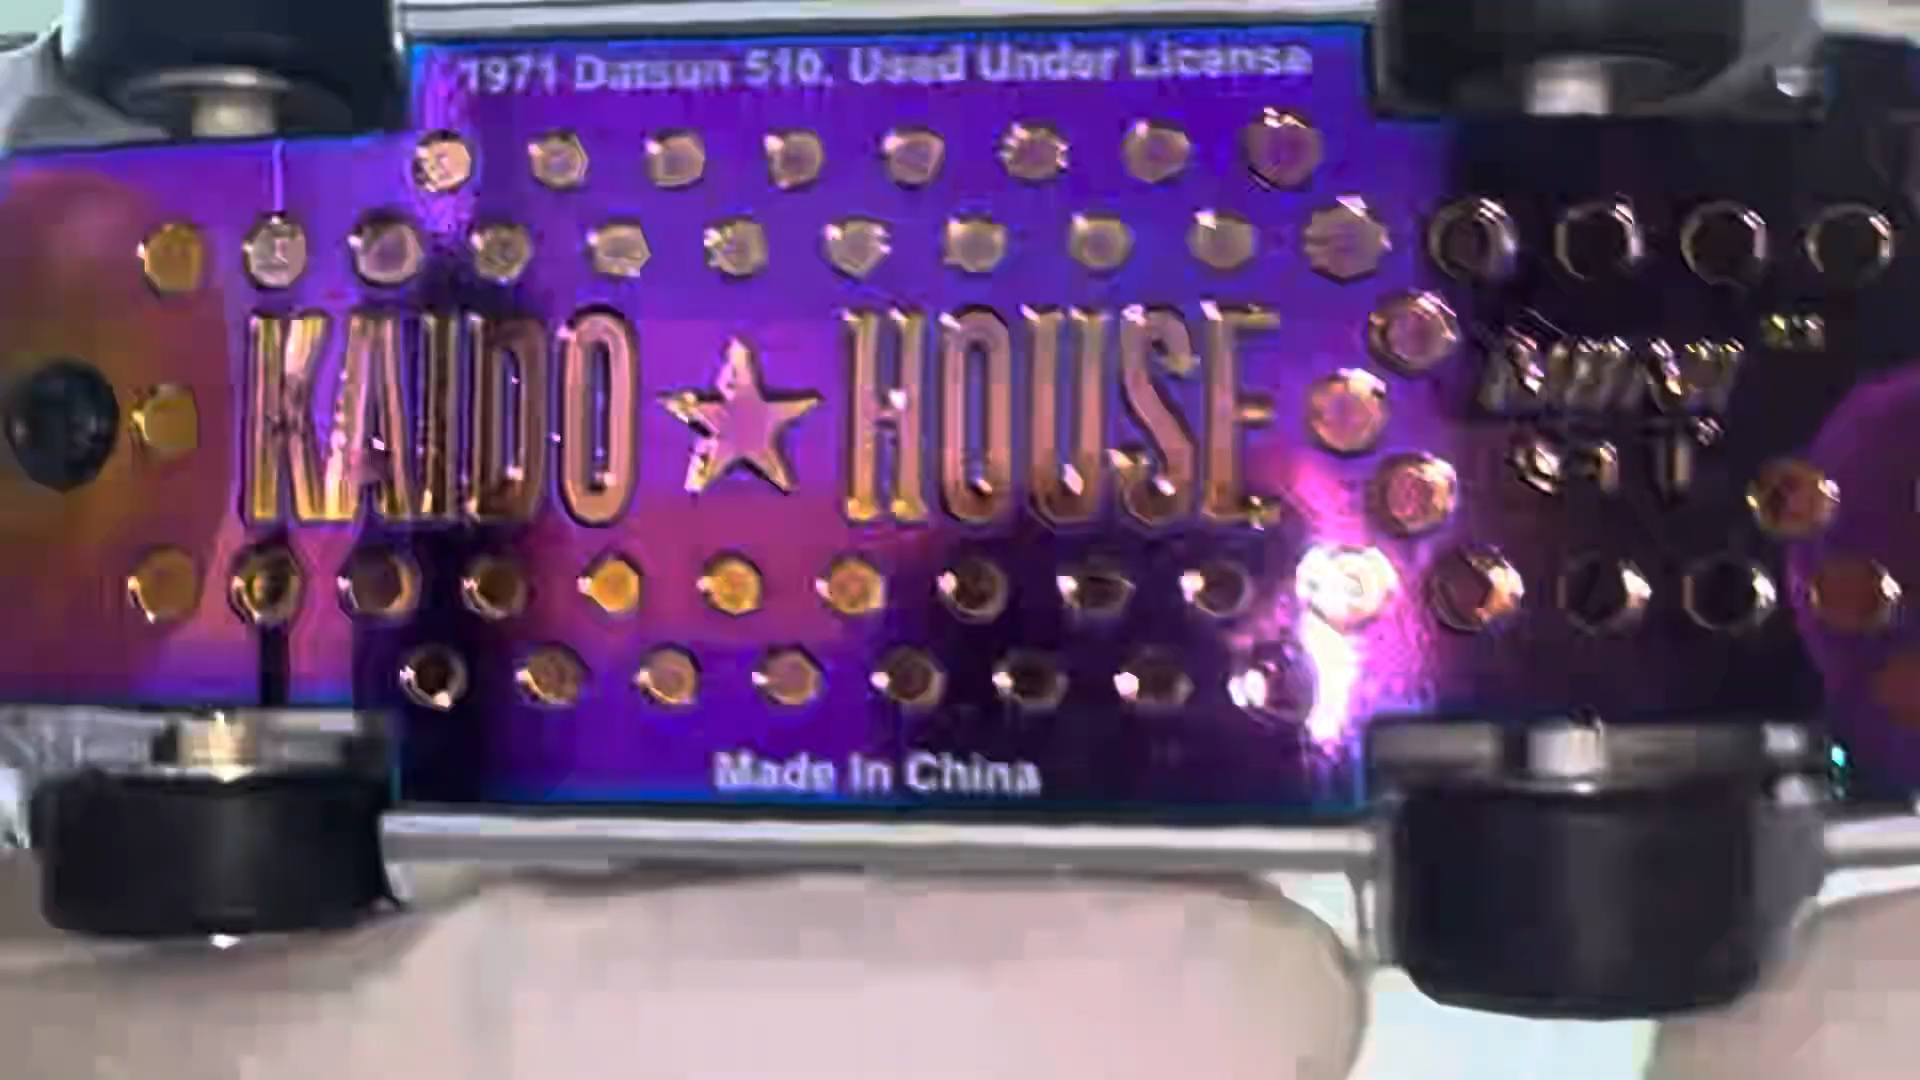 1971 Datsun 510. Used Under License
KAIDO ★ HOUSE
Made In China